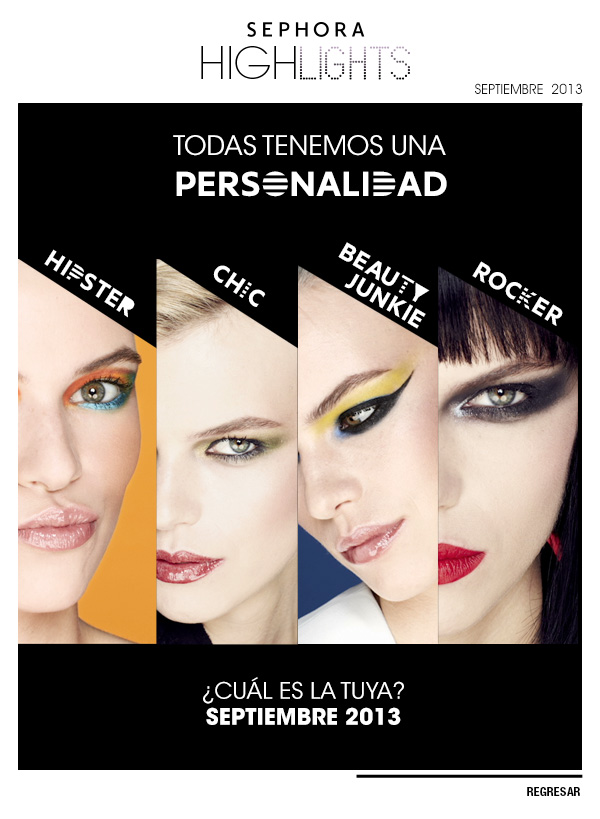 SEPHORA
HIGHLIGHTS
SEPTIEMBRE 2013
TODAS TENEMOS UNA
PERSONALIDAD
HIPSTER
CHIC
BEAUTY
JUNKIE
ROCKER
¿CUÁL ES LA TUYA?
SEPTIEMBRE 2013
REGRESAR